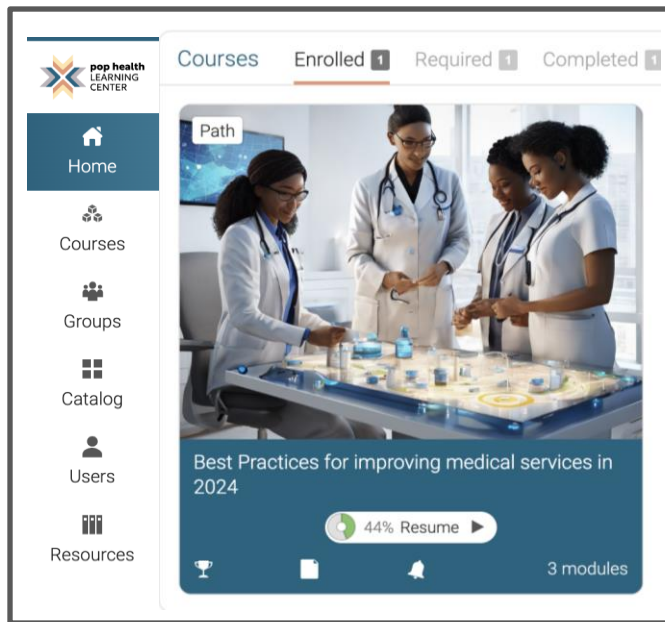 pop health
LEARNING
CENTER
Home
Courses
Groups
Catalog
Users
Resources
Courses Enrolled 1 Required 1 Completed 1
Path
Best Practices for improving medical services in
2024
44% Resume
3 modules